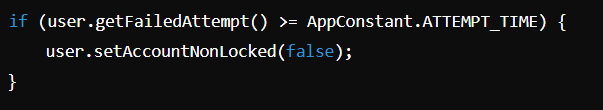 if (user.getFailedAttempt() >= AppConstant.ATTEMPT_TIME) {
    user.setAccountNonLocked(false);
}